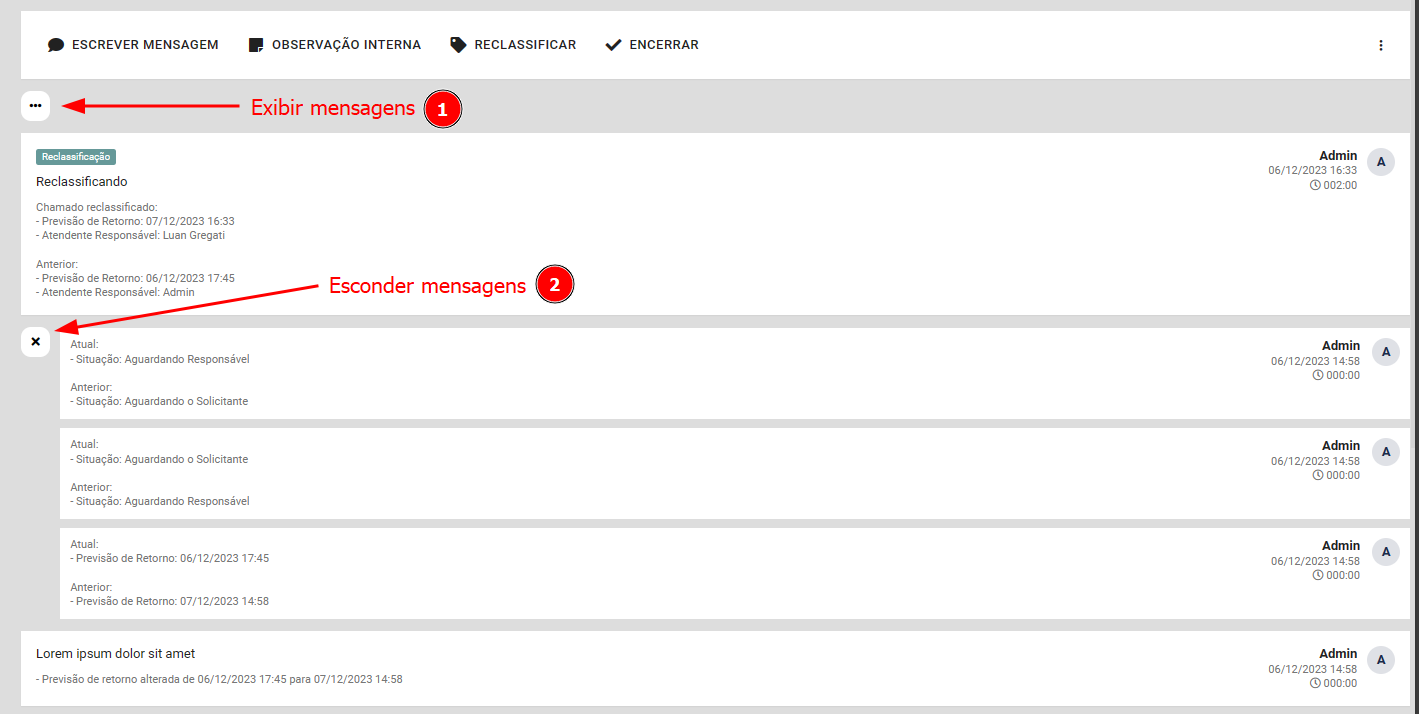 ESCREVER MENSAGEM OBSERVAÇÃO INTERNA RECLASSIFICAR ENCERRAR
Exibir mensagens 1
Reclassificação
Reclassificando
Chamado reclassificado:
- Previsão de Retorno: 07/12/2023 16:33
- Atendente Responsável: Luan Gregati
Anterior:
- Previsão de Retorno: 06/12/2023 17:45
- Atendente Responsável: Admin
Admin
06/12/2023 16:33
002:00
A
Esconder mensagens 2
Atual:
- Situação: Aguardando Responsável
Anterior:
- Situação: Aguardando o Solicitante
Admin
06/12/2023 14:58
000:00
A
Atual:
- Situação: Aguardando o Solicitante
Anterior:
- Situação: Aguardando Responsável
Admin
06/12/2023 14:58
000:00
A
Atual:
- Previsão de Retorno: 06/12/2023 17:45
Anterior:
- Previsão de Retorno: 07/12/2023 14:58
Admin
06/12/2023 14:58
000:00
A
Lorem ipsum dolor sit amet
- Previsão de retorno alterada de 06/12/2023 17:45 para 07/12/2023 14:58
Admin
06/12/2023 14:58
000:00
A